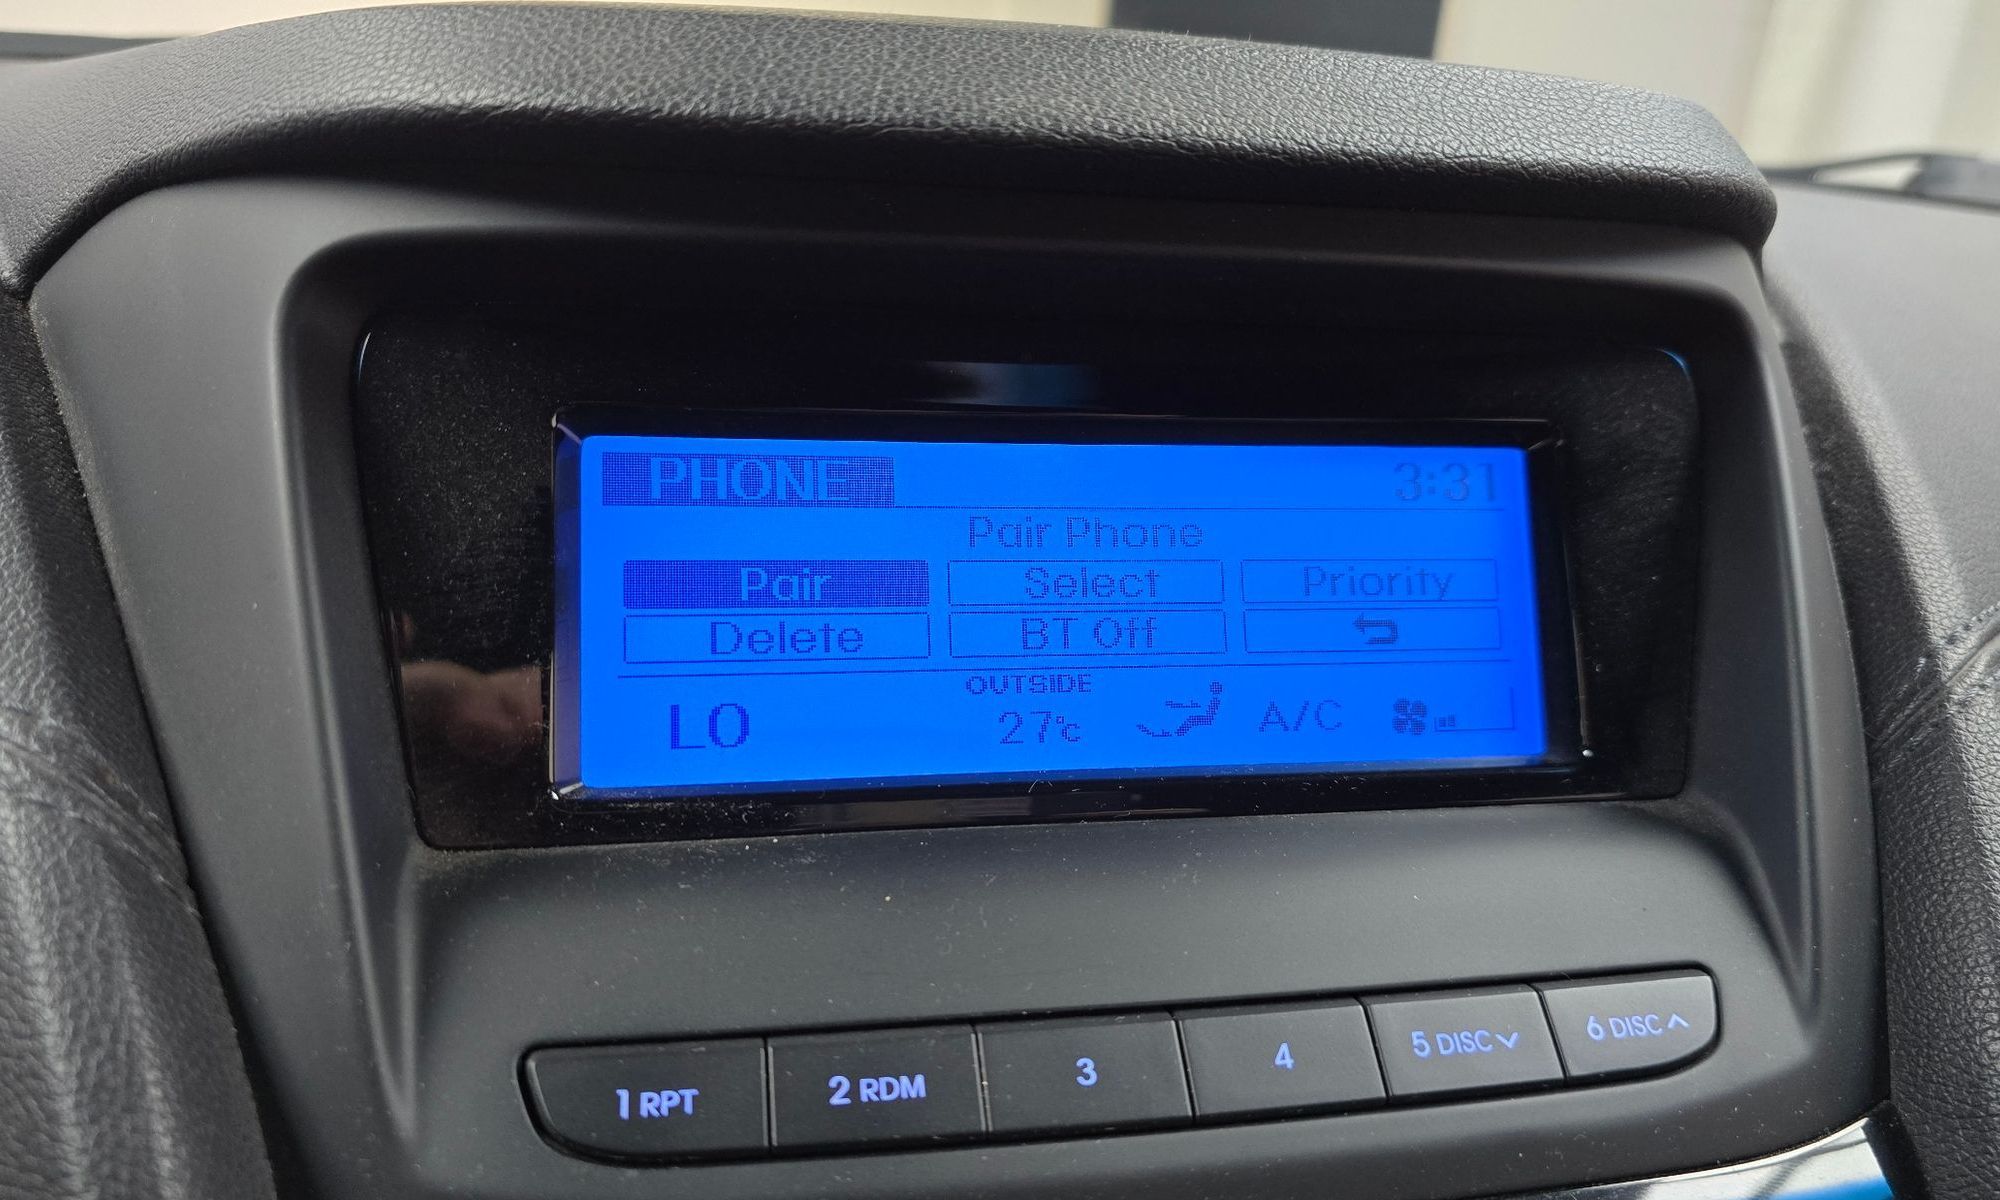 PHONE 3:31
Pair Phone
Pair Select Priority
Delete BT Off
OUTSIDE
LO 27°C A/C
1 RPT 2 RDM 3 4 5 DISC 6 DISC